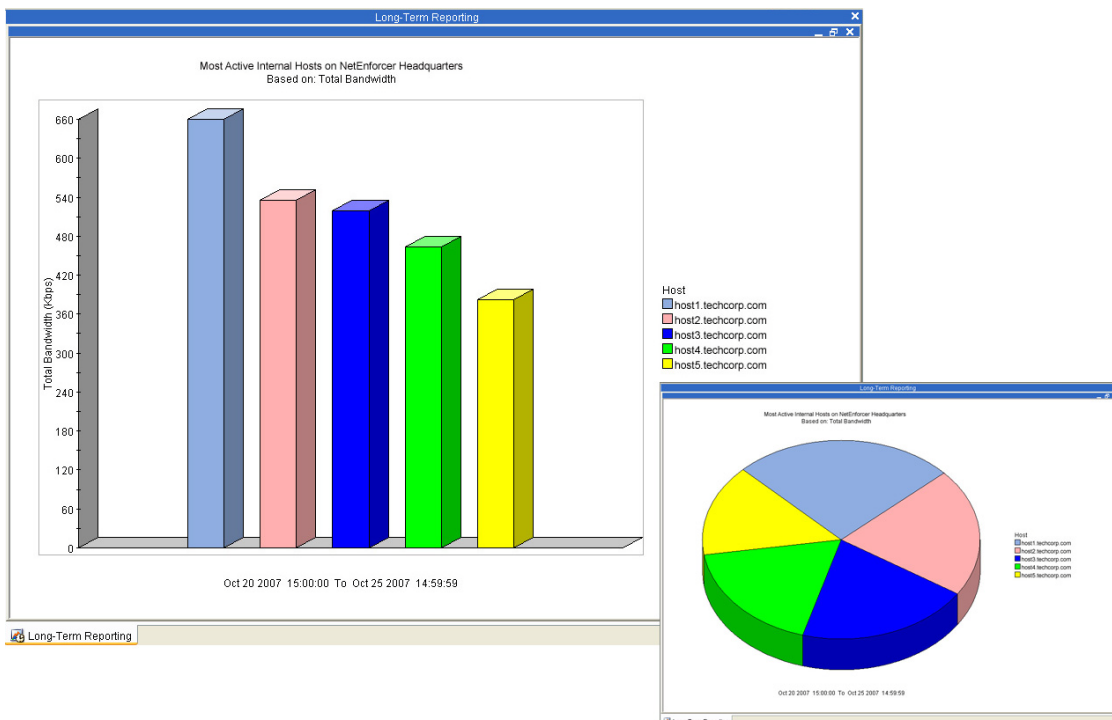 Long-Term Reporting
Most Active Internal Hosts on NetEnforcer Headquarters
Based on: Total Bandwidth
660
600
540
480
420
360
300
240
180
120
60
0
Total Bandwidth (Kbps)
Oct 20 2007 15:00:00 To Oct 25 2007 14:59:59
Host
host1.techcorp.com
host2.techcorp.com
host3.techcorp.com
host4.techcorp.com
host5.techcorp.com
Long-Term Reporting
Long-Term Reporting
Most Active Internal Hosts on NetEnforcer Headquarters
Based on: Total Bandwidth
Host
host1.techcorp.com
host2.techcorp.com
host3.techcorp.com
host4.techcorp.com
host5.techcorp.com
Oct 20 2007 15:00:00 To Oct 25 2007 14:59:59